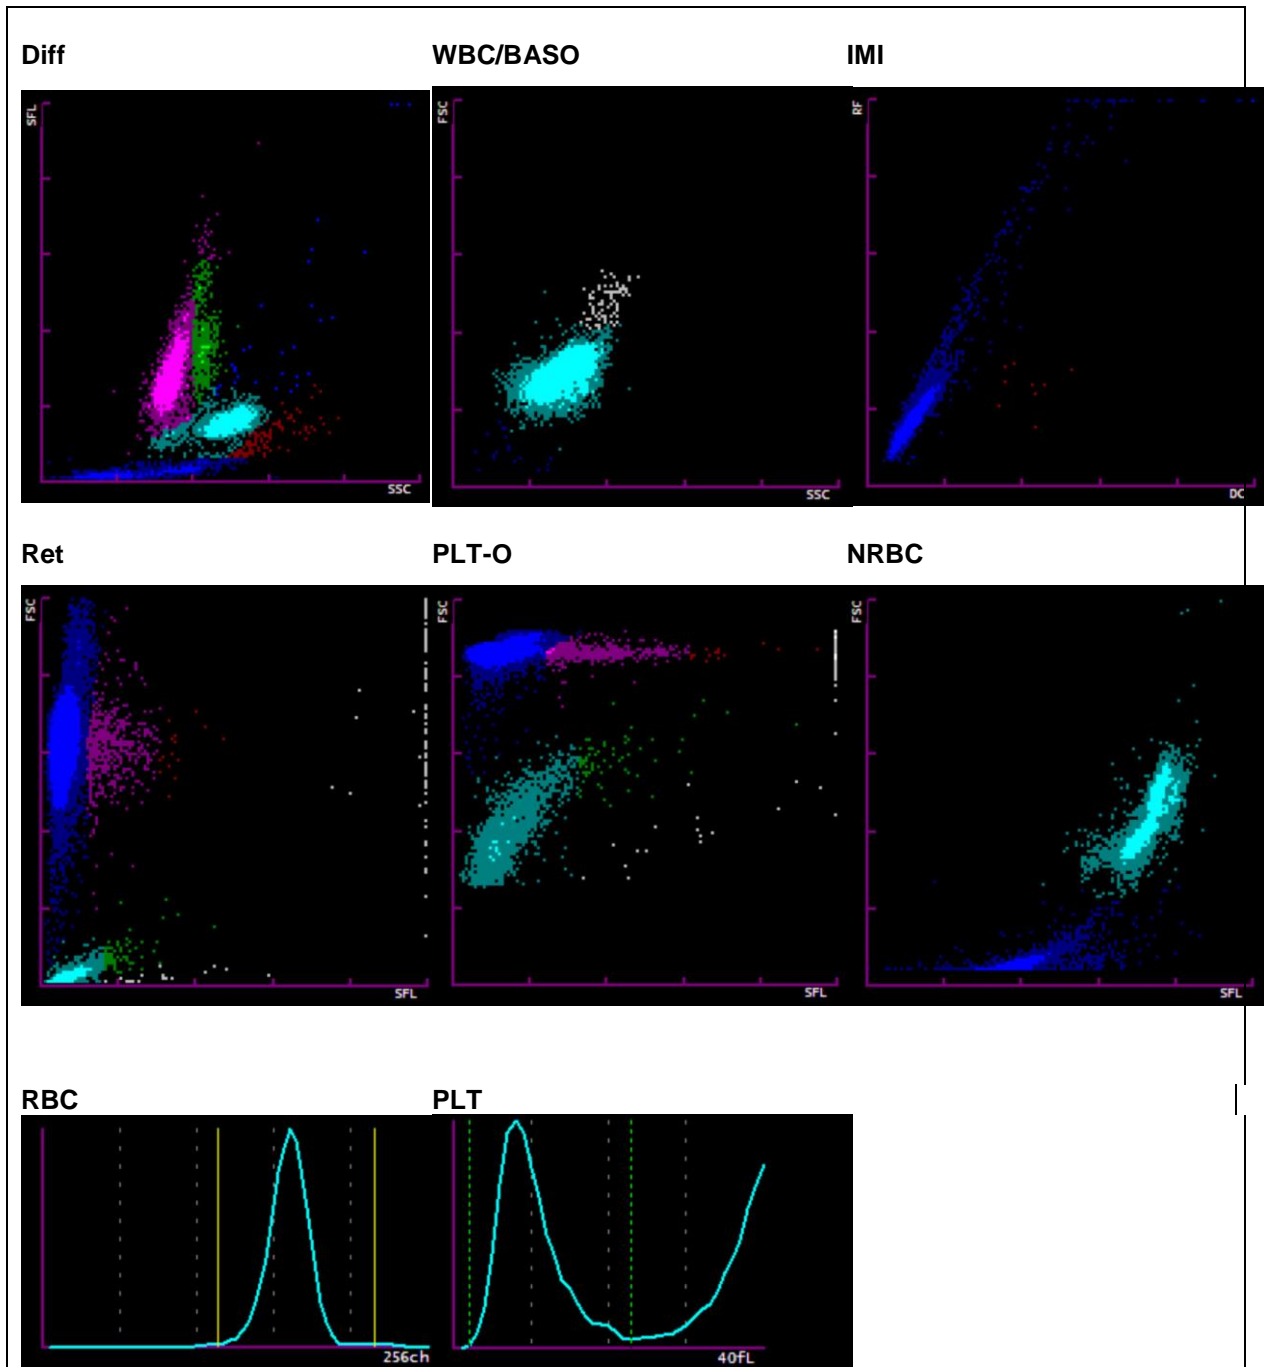 Diff WBC/BASO IMI
SFL FSC RF
SSC SSC DC
Ret PLT-O NRBC
FSC FSC FSC
SFL SFL SFL
RBC PLT
256ch 40fL